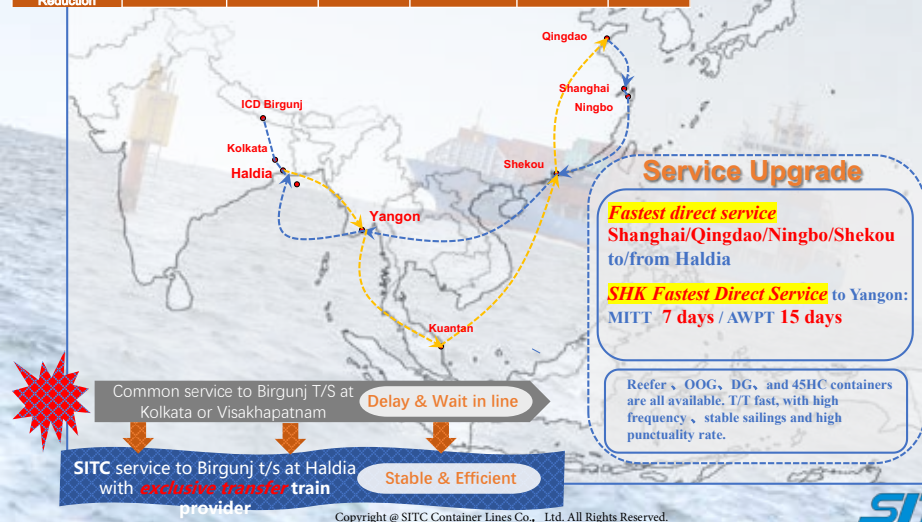 Reduction
Qingdao
Shanghai
Ningbo
ICD Birgunj
Kolkata
Haldia
Shekou
Yangon
Kuantan
Service Upgrade
Fastest direct service
Shanghai/Qingdao/Ningbo/Shekou
to/from Haldia
SHK Fastest Direct Service to Yangon:
MITT 7 days / AWPT 15 days
Reefer 、OOG、DG、and 45HC containers
are all available. T/T fast, with high
frequency 、stable sailings and high
punctuality rate.
Common service to Birgunj T/S at
Kolkata or Visakhapatnam
Delay & Wait in line
SITC service to Birgunj t/s at Haldia
with exclusive transfer train
provider
Stable & Efficient
Copyright @ SITC Container Lines Co.，Ltd. All Rights Reserved.